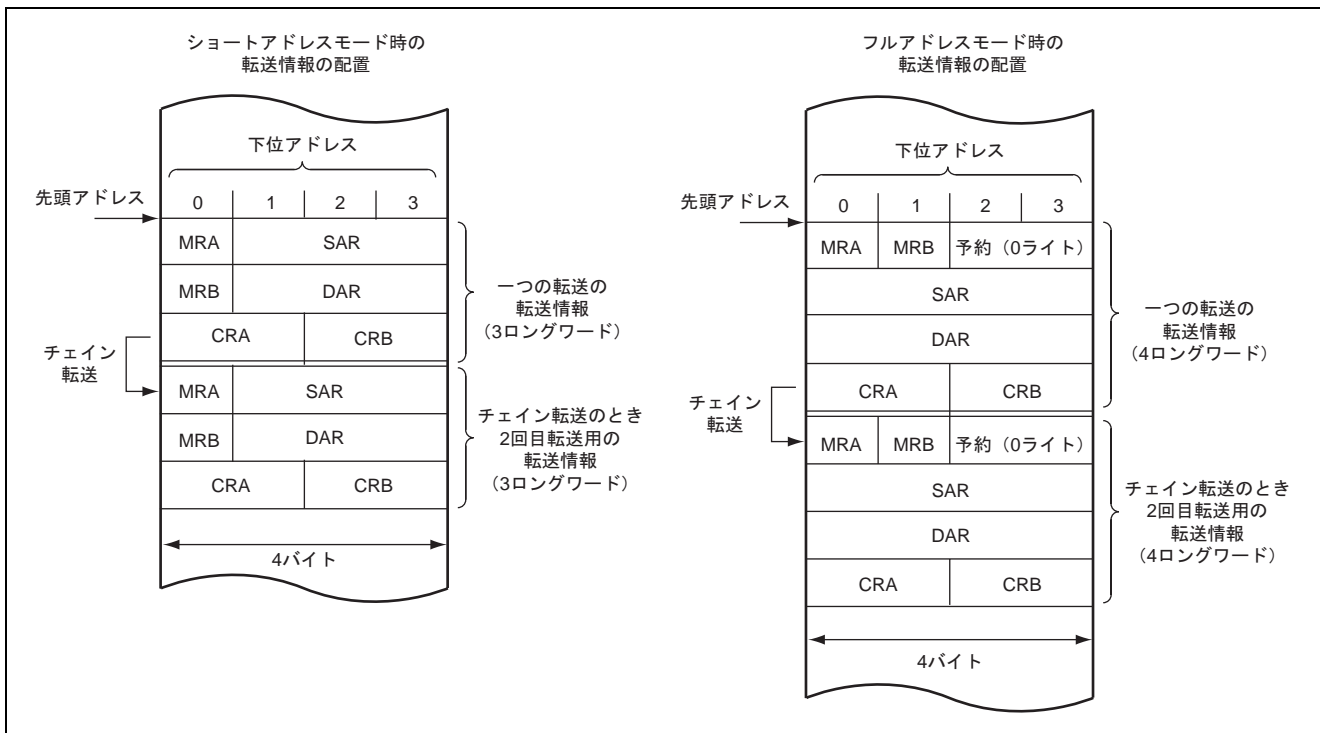 ショートアドレスモード時の
転送情報の配置
下位アドレス
先頭アドレス
0 1 2 3
MRA SAR
MRB DAR
CRA CRB
一つの転送の
転送情報
(3ロングワード)
チェイン
転送
MRA SAR
MRB DAR
CRA CRB
チェイン転送のとき
2回目転送用の
転送情報
(3ロングワード)
4バイト
フルアドレスモード時の
転送情報の配置
下位アドレス
先頭アドレス
0 1 2 3
MRA MRB 予約(0ライト)
SAR
DAR
CRA CRB
一つの転送の
転送情報
(4ロングワード)
チェイン
転送
MRA MRB 予約(0ライト)
SAR
DAR
CRA CRB
チェイン転送のとき
2回目転送用の
転送情報
(4ロングワード)
4バイト